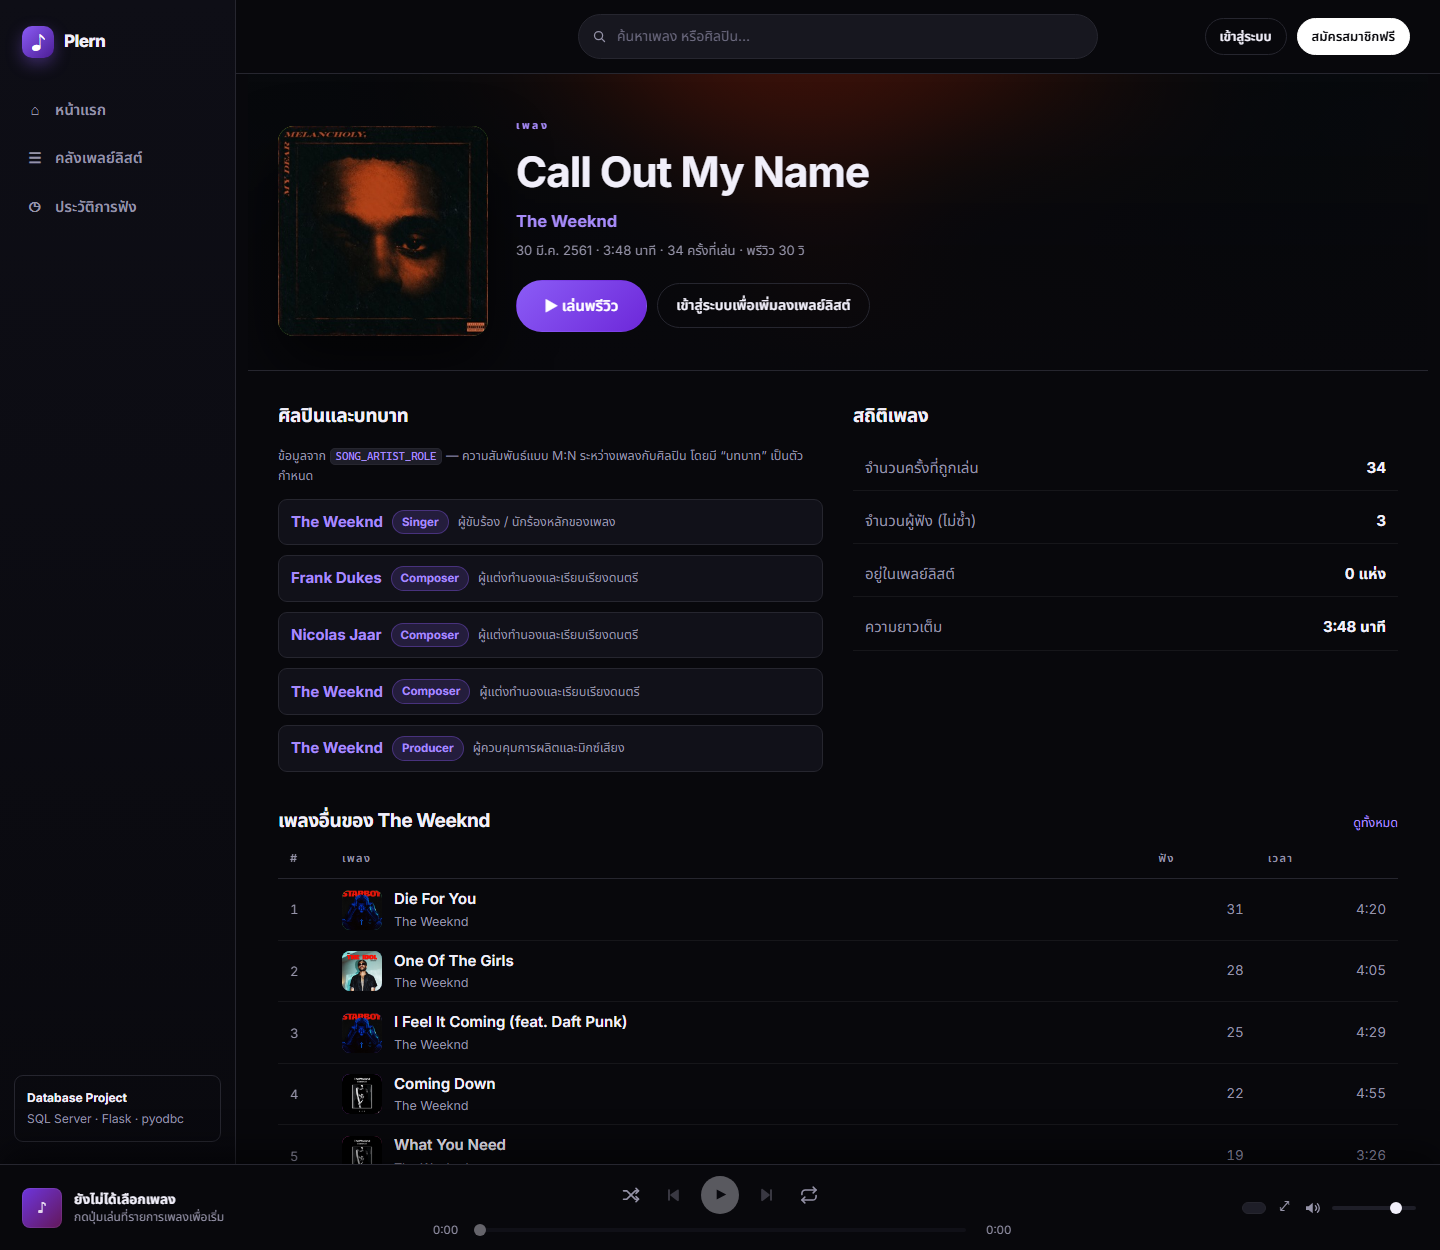 Plern
ค้นหาเพลง หรือศิลปิน...
เข้าสู่ระบบ
สมัครสมาชิกฟรี
หน้าแรก
คลังเพลย์ลิสต์
ประวัติการฟัง
MELANCHOLY,
MY DEAR
เพลง
Call Out My Name
The Weeknd
30 มี.ค. 2561 · 3:48 นาที · 34 ครั้งที่เล่น · พรีวิว 30 วิ
▶ เล่นพรีวิว
เข้าสู่ระบบเพื่อเพิ่มลงเพลย์ลิสต์
ศิลปินและบทบาท
ข้อมูลจาก SONG_ARTIST_ROLE — ความสัมพันธ์แบบ M:N ระหว่างเพลงกับศิลปิน โดยมี “บทบาท” เป็นตัว
กำหนด
The Weeknd Singer ผู้ขับร้อง / นักร้องหลักของเพลง
Frank Dukes Composer ผู้แต่งทำนองและเรียบเรียงดนตรี
Nicolas Jaar Composer ผู้แต่งทำนองและเรียบเรียงดนตรี
The Weeknd Composer ผู้แต่งทำนองและเรียบเรียงดนตรี
The Weeknd Producer ผู้ควบคุมการผลิตและมิกซ์เสียง
สถิติเพลง
จำนวนครั้งที่ถูกเล่น 34
จำนวนผู้ฟัง (ไม่ซ้ำ) 3
อยู่ในเพลย์ลิสต์ 0 แห่ง
ความยาวเต็ม 3:48 นาที
เพลงอื่นของ The Weeknd
ดูทั้งหมด
# เพลง ฟัง เวลา
1 Die For You 31 4:20
The Weeknd
2 One Of The Girls 28 4:05
The Weeknd
3 I Feel It Coming (feat. Daft Punk) 25 4:29
The Weeknd
4 Coming Down 22 4:55
The Weeknd
5 What You Need 19 3:26
STARBOY
STARBOY
Database Project
SQL Server · Flask · pyodbc
ยังไม่ได้เลือกเพลง
กดปุ่มเล่นที่รายการเพลงเพื่อเริ่ม
0:00
0:00